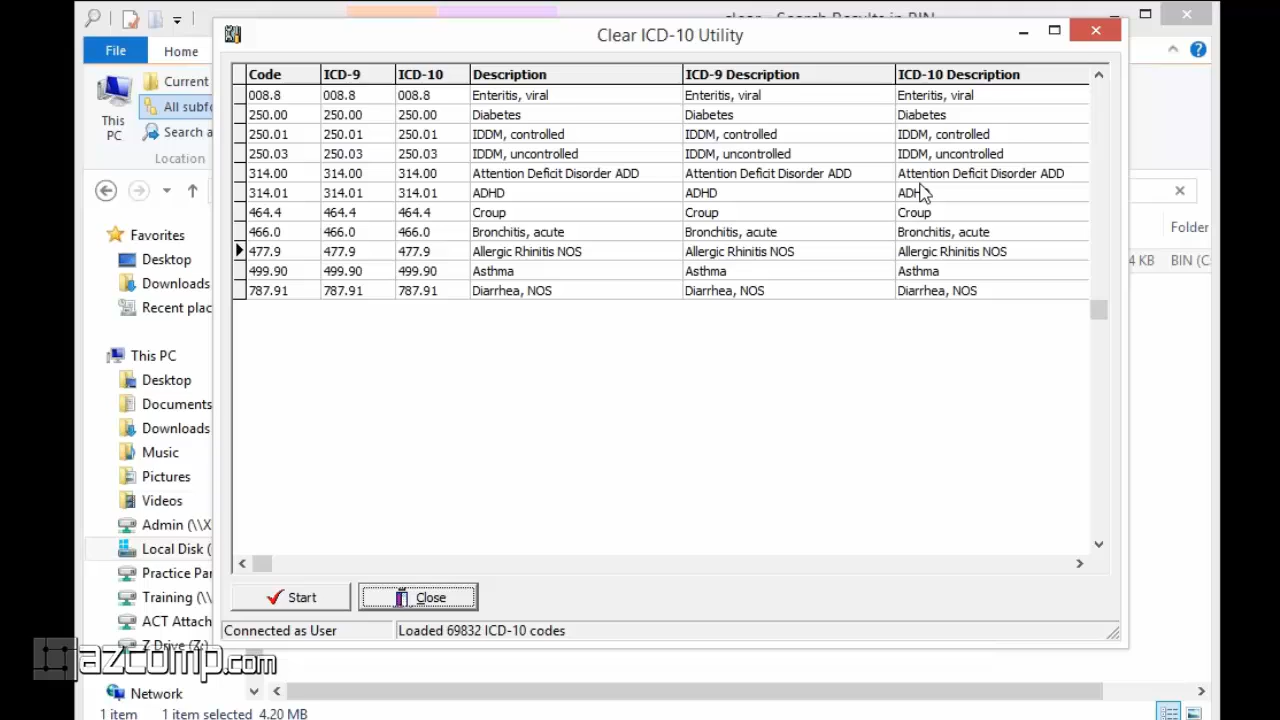 clear - Search Results in BIN
Clear ICD-10 Utility
File
Home
Current
All subfo
This
PC
Search a
Location
Favorites
Desktop
Downloads
Recent plac
This PC
Desktop
Documents
Downloads
Music
Pictures
Videos
Admin (\\X
Local Disk (
Practice Par
Training (\\
ACT Attach
Z Drive (Z:)
Network
1 item 1 item selected 4.20 MB
Code ICD-9 ICD-10 Description ICD-9 Description ICD-10 Description
008.8 008.8 008.8 Enteritis, viral Enteritis, viral Enteritis, viral
250.00 250.00 250.00 Diabetes Diabetes Diabetes
250.01 250.01 250.01 IDDM, controlled IDDM, controlled IDDM, controlled
250.03 250.03 250.03 IDDM, uncontrolled IDDM, uncontrolled IDDM, uncontrolled
314.00 314.00 314.00 Attention Deficit Disorder ADD Attention Deficit Disorder ADD Attention Deficit Disorder ADD
314.01 314.01 314.01 ADHD ADHD ADHD
464.4 464.4 464.4 Croup Croup Croup
466.0 466.0 466.0 Bronchitis, acute Bronchitis, acute Bronchitis, acute
477.9 477.9 477.9 Allergic Rhinitis NOS Allergic Rhinitis NOS Allergic Rhinitis NOS
499.90 499.90 499.90 Asthma Asthma Asthma
787.91 787.91 787.91 Diarrhea, NOS Diarrhea, NOS Diarrhea, NOS
Start
Close
Connected as User Loaded 69832 ICD-10 codes
Folder
4 KB BIN (C:
azcomp.com